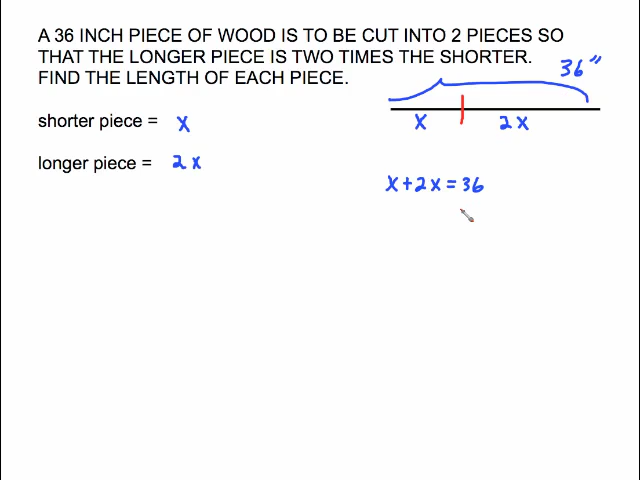 A 36 INCH PIECE OF WOOD IS TO BE CUT INTO 2 PIECES SO
THAT THE LONGER PIECE IS TWO TIMES THE SHORTER.
FIND THE LENGTH OF EACH PIECE.
36"
shorter piece = x
x 2x
longer piece = 2x
x+2x=36